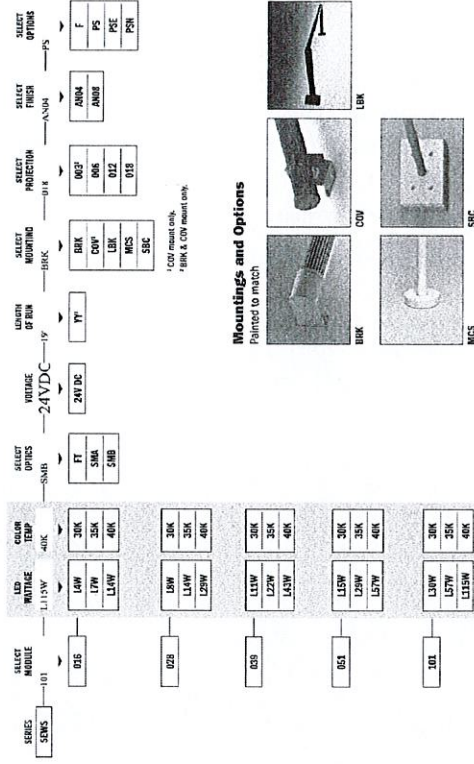 SERIES
SEWS
SELECT MODULE
101
016
028
039
051
101
LED WATTAGE
L115W
L4W
L7W
L14W
L8W
L14W
L29W
L11W
L22W
L43W
L15W
L29W
L57W
L30W
L57W
L115W
COLOR TEMP
40K
30K
35K
40K
30K
35K
40K
30K
35K
40K
30K
35K
40K
30K
35K
40K
SELECT OPTICS
SMB
FT
SMA
SMB
VOLTAGE
24VDC
24V DC
LENGTH OF RUN
19'
YY'
SELECT MOUNTING
BRK
BRK
COV¹
LBK
MCS
SBC
SELECT PROJECTION
018
003²
006
012
018
SELECT FINISH
AN04
AN04
AN08
SELECT OPTIONS
PS
F
PS
PSE
PSN
¹ COV mount only.
² BRK & COV mount only.
Mountings and Options
Painted to match
BRK
COV
LBK
MCS
SBC